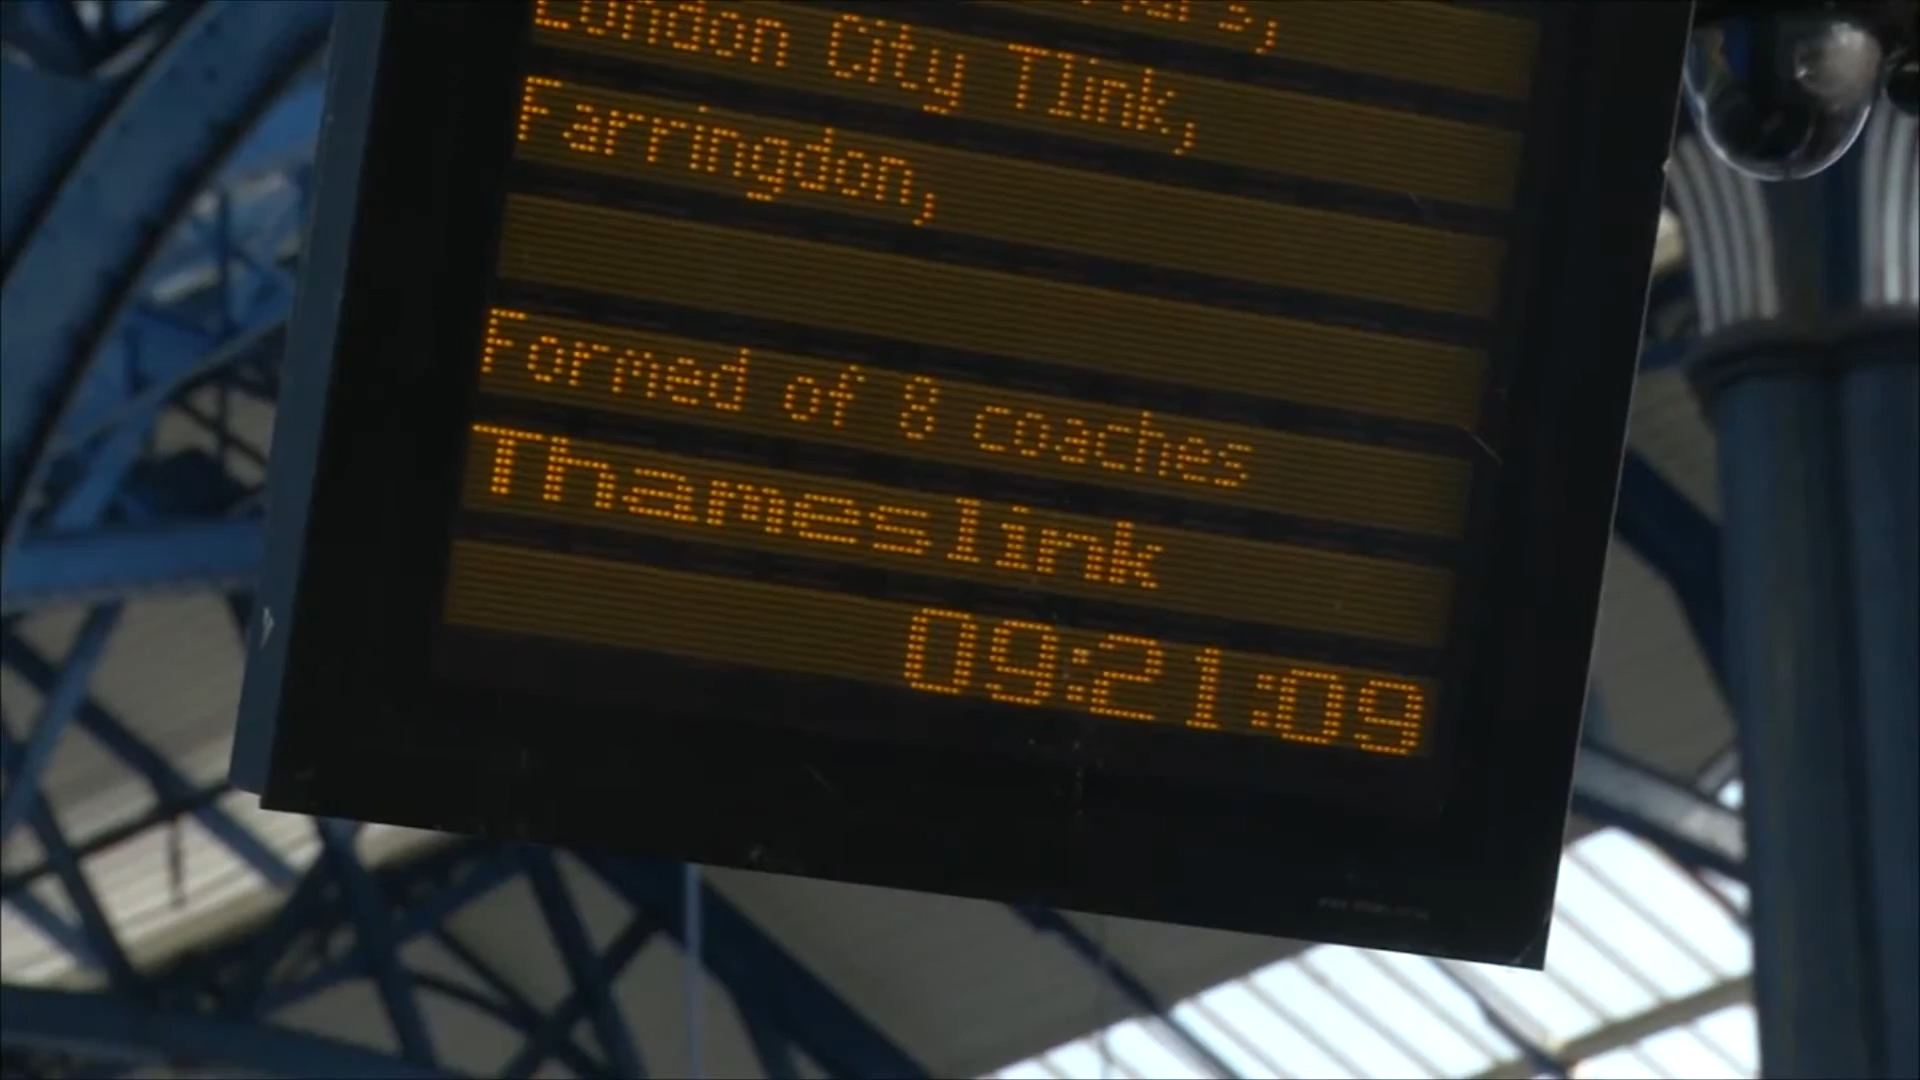 London City Tlink,
Farringdon,
Formed of 8 coaches
Thameslink
09:21:09